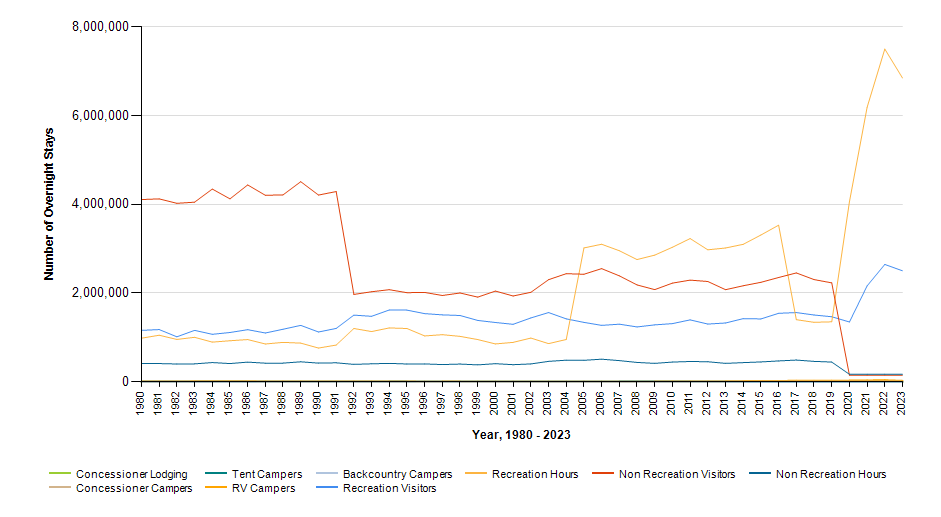 8,000,000
6,000,000
4,000,000
2,000,000
0
Number of Overnight Stays
1980 1981 1982 1983 1984 1985 1986 1987 1988 1989 1990 1991 1992 1993 1994 1995 1996 1997 1998 1999 2000 2001 2002 2003 2004 2005 2006 2007 2008 2009 2010 2011 2012 2013 2014 2015 2016 2017 2018 2019 2020 2021 2022 2023
Year, 1980 - 2023
Concessioner Lodging Tent Campers Backcountry Campers Recreation Hours Non Recreation Visitors Non Recreation Hours
Concessioner Campers RV Campers Recreation Visitors